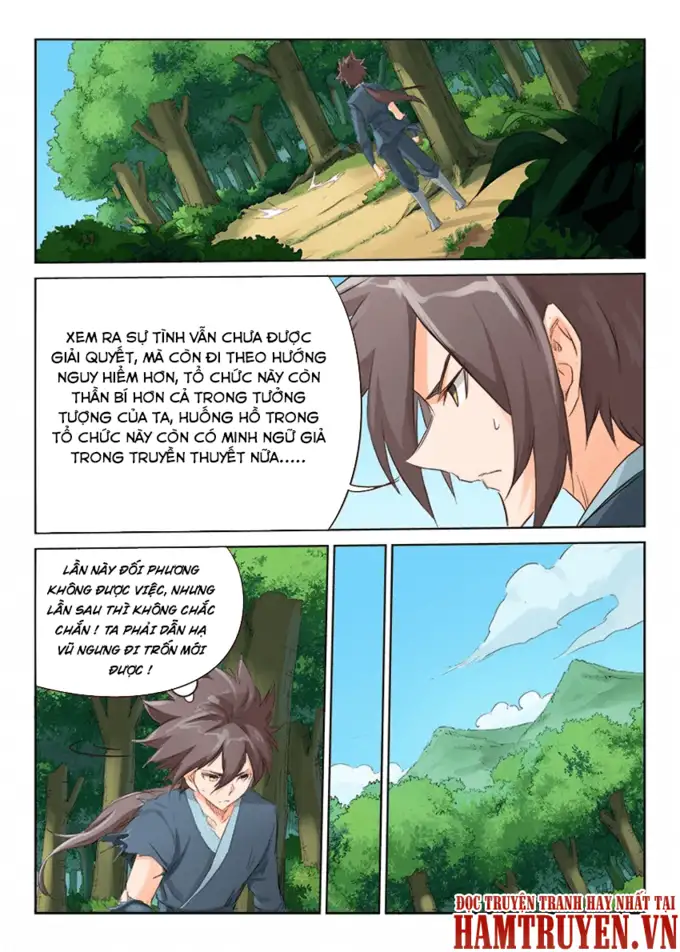 XEM RA SỰ TÌNH VẪN CHƯA ĐƯỢC
GIẢI QUYẾT, MÀ CÒN ĐI THEO HƯỚNG
NGUY HIỂM HƠN, TỔ CHỨC NÀY CÒN
THẦN BÍ HƠN CẢ TRONG TƯỞNG
TƯỢNG CỦA TA, HUỐNG HỒ TRONG
TỔ CHỨC NÀY CÒN CÓ MINH NGỮ GIẢ
TRONG TRUYỀN THUYẾT NỮA.....
LẦN NÀY ĐỐI PHƯƠNG
KHÔNG ĐƯỢC VIỆC, NHƯNG
LẦN SAU THÌ KHÔNG CHẮC
CHẮN ! TA PHẢI DẪN HẠ
VŨ NGƯNG ĐI TRỐN MỚI
ĐƯỢC !
ĐỌC TRUYỆN TRANH HAY NHẤT TẠI
HAMTRUYEN.VN